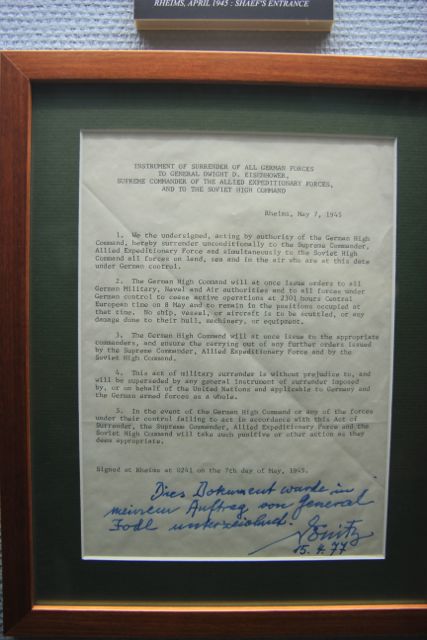 RHEIMS, APRIL 1945 : SHAEF'S ENTRANCE
INSTRUMENT OF SURRENDER OF ALL GERMAN FORCES
TO GENERAL DWIGHT D. EISENHOWER,
SUPREME COMMANDER OF THE ALLIED EXPEDITIONARY FORCES,
AND TO THE SOVIET HIGH COMMAND
Rheims, May 7, 1945
1. We the undersigned, acting by authority of the German High
Command, hereby surrender unconditionally to the Supreme Commander,
Allied Expeditionary Force and simultaneously to the Soviet High
Command all forces on land, sea and in the air who are at this date
under German control.
2. The German High Command will at once issue orders to all
German Military, Naval and Air authorities and to all forces under
German control to cease active operations at 2301 hours Central
European time on 8 May and to remain in the positions occupied at
that time. No ship, vessel, or aircraft is to be scuttled, or any
damage done to their hull, machinery, or equipment.
3. The German High Command will at once issue to the appropriate
commanders, and ensure the carrying out of any further orders issued
by the Supreme Commander, Allied Expeditionary Force and by the
Soviet High Command.
4. This act of military surrender is without prejudice to, and
will be superseded by any general instrument of surrender imposed
by, or on behalf of the United Nations and applicable to Germany and
the German armed forces as a whole.
5. In the event of the German High Command or any of the forces
under their control failing to act in accordance with this Act of
Surrender, the Supreme Commander, Allied Expeditionary Force and the
Soviet High Command will take such punitive or other action as they
deem appropriate.
Signed at Rheims at 0241 on the 7th day of May, 1945.
Dies Dokument wurde in
meinem Auftrag von General
Jodl unterzeichnet.
Dönitz
15.4.77